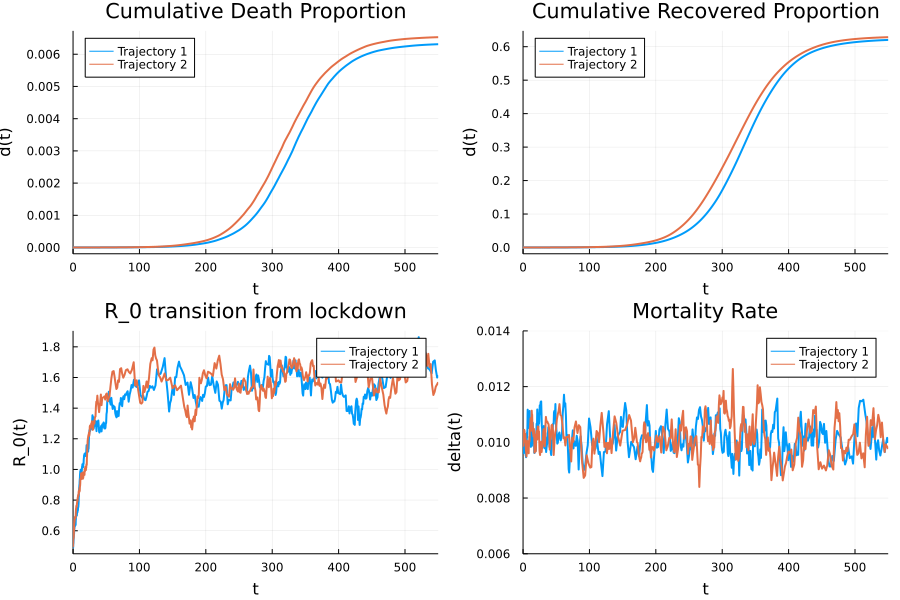 Cumulative Death Proportion
Trajectory 1
Trajectory 2
0.006
0.005
0.004
0.003
0.002
0.001
0.000
d(t)
0 100 200 300 400 500
t
Cumulative Recovered Proportion
Trajectory 1
Trajectory 2
0.6
0.5
0.4
0.3
0.2
0.1
0.0
d(t)
0 100 200 300 400 500
t
R_0 transition from lockdown
Trajectory 1
Trajectory 2
1.8
1.6
1.4
1.2
1.0
0.8
0.6
R_0(t)
0 100 200 300 400 500
t
Mortality Rate
Trajectory 1
Trajectory 2
0.014
0.012
0.010
0.008
0.006
delta(t)
0 100 200 300 400 500
t